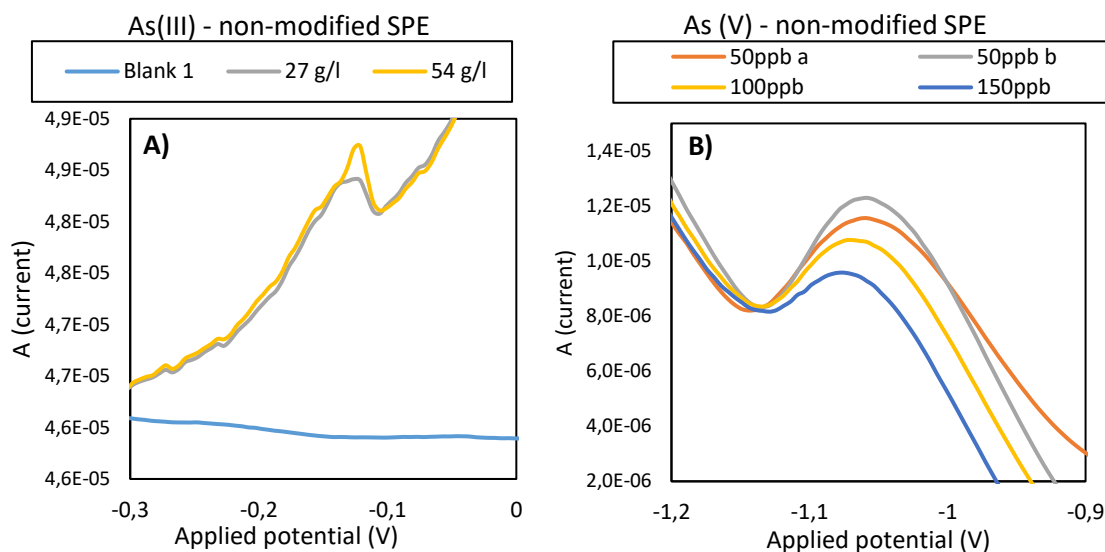 As(III) - non-modified SPE
Blank 1 27 g/l 54 g/l
A)
4,9E-05
4,9E-05
4,8E-05
4,8E-05
4,7E-05
4,7E-05
4,6E-05
4,6E-05
A (current)
-0,3 -0,2 -0,1 0
Applied potential (V)
As (V) - non-modified SPE
50ppb a 50ppb b
100ppb 150ppb
B)
1,4E-05
1,2E-05
1,0E-05
8,0E-06
6,0E-06
4,0E-06
2,0E-06
A (current)
-1,2 -1,1 -1 -0,9
Applied potential (V)